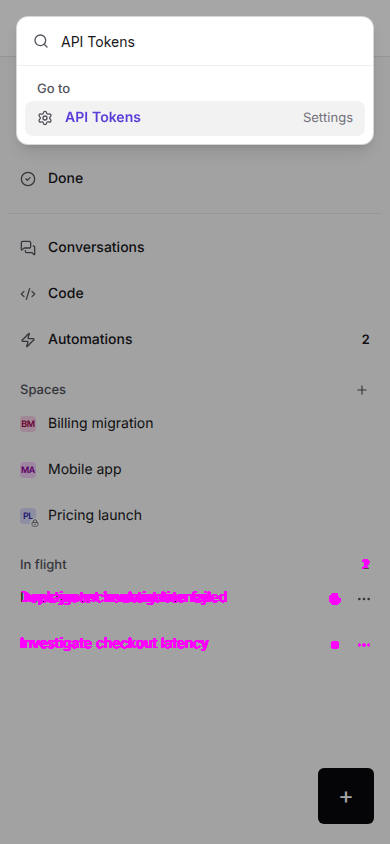 API Tokens
Go to
API Tokens
Settings
Done
Conversations
Code
Automations
2
Spaces
BM
Billing migration
MA
Mobile app
PL
Pricing launch
In flight
Investigate checkout latency